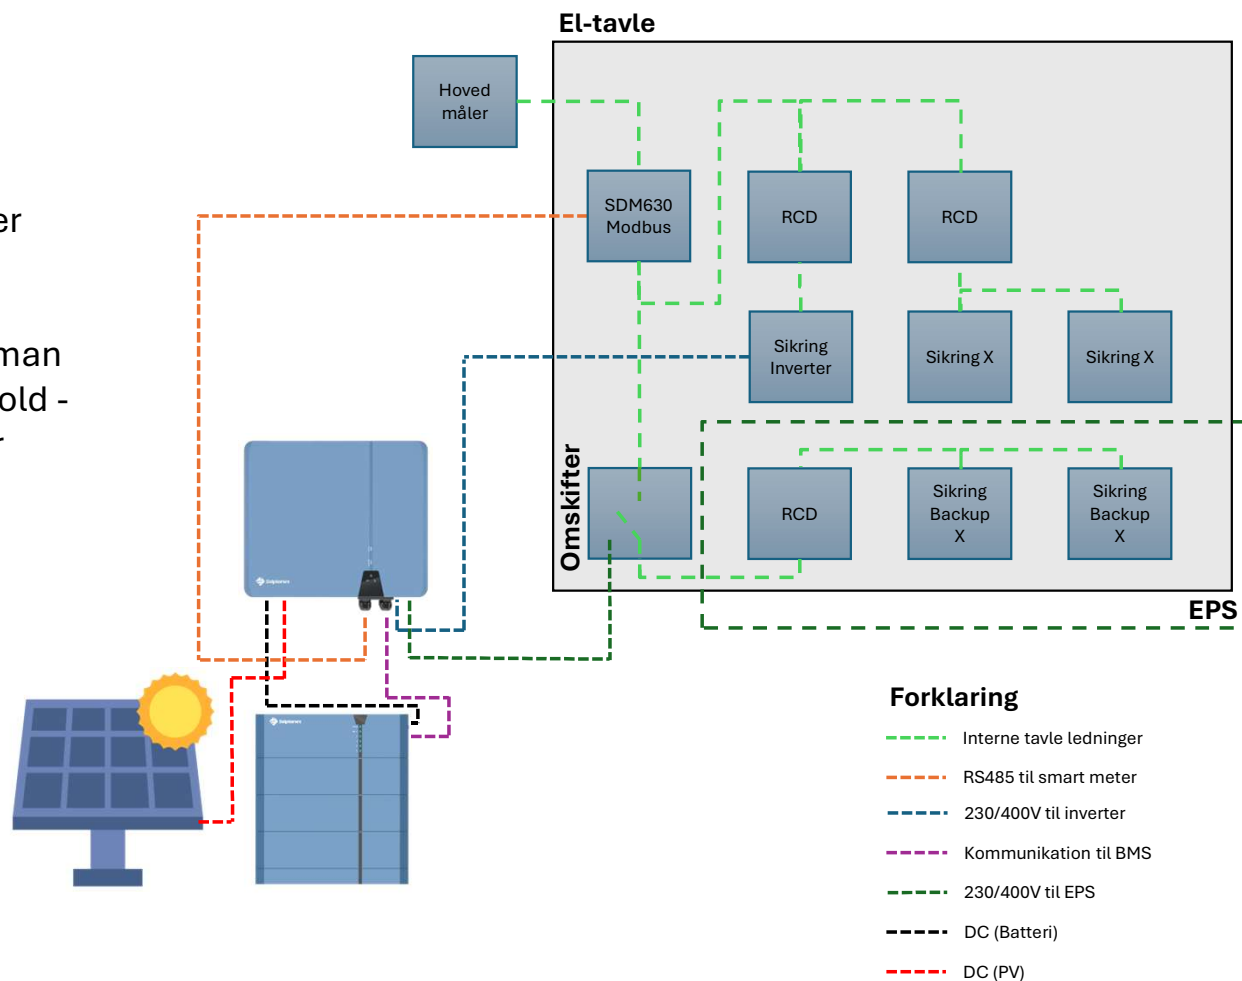 El-tavle
Hoved
måler
SDM630
Modbus
RCD
RCD
er
man
old -
Sikring
Inverter
Sikring X
Sikring X
Omskifter
RCD
Sikring
Backup
X
Sikring
Backup
X
EPS
Forklaring
Interne tavle ledninger
RS485 til smart meter
230/400V til inverter
Kommunikation til BMS
230/400V til EPS
DC (Batteri)
DC (PV)